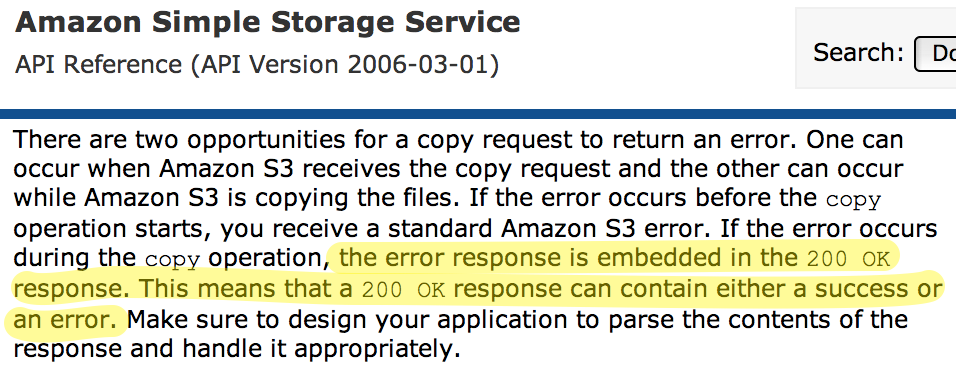 Amazon Simple Storage Service
API Reference (API Version 2006-03-01)
Search:
There are two opportunities for a copy request to return an error. One can
occur when Amazon S3 receives the copy request and the other can occur
while Amazon S3 is copying the files. If the error occurs before the copy
operation starts, you receive a standard Amazon S3 error. If the error occurs
during the copy operation, the error response is embedded in the 200 OK
response. This means that a 200 OK response can contain either a success or
an error. Make sure to design your application to parse the contents of the
response and handle it appropriately.